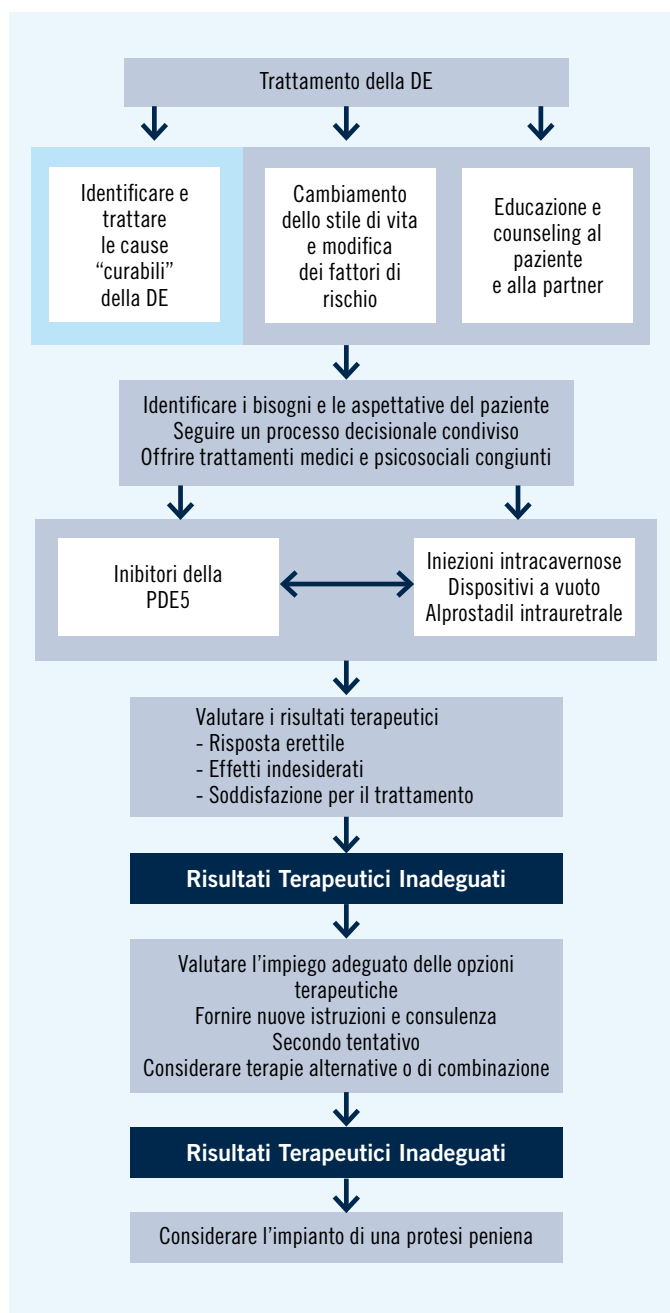 Trattamento della DE
Identificare e
trattare
le cause
“curabili”
della DE
Cambiamento
dello stile di vita
e modifica
dei fattori di
rischio
Educazione e
counseling al
paziente
e alla partner
Identificare i bisogni e le aspettative del paziente
Seguire un processo decisionale condiviso
Offrire trattamenti medici e psicosociali congiunti
Inibitori della
PDE5
Iniezioni intracavernose
Dispositivi a vuoto
Alprostadil intrauretrale
Valutare i risultati terapeutici
- Risposta erettile
- Effetti indesiderati
- Soddisfazione per il trattamento
Risultati Terapeutici Inadeguati
Valutare l’impiego adeguato delle opzioni
terapeutiche
Fornire nuove istruzioni e consulenza
Secondo tentativo
Considerare terapie alternative o di combinazione
Risultati Terapeutici Inadeguati
Considerare l’impianto di una protesi peniena